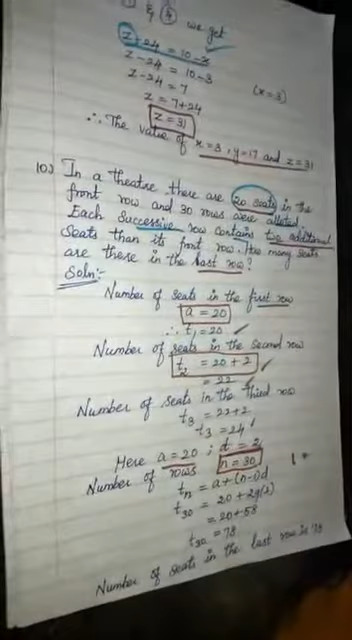 & 4 we get
z - 24 = 10 - x
z - 24 = 10 - 3
(x = 3)
z - 24 = 7
z = 7 + 24
z = 31
∴ The value of x = 3, y = 17 and z = 31
10) In a theatre there are 20 seats in the
front row and 30 rows were allotted.
Each successive row contains two additional
seats than its front row. How many seats
are there in the last row?
Soln:-
Number of seats in the first row
a = 20
∴ t₁ = 20 ✓
Number of seats in the second row
t₂ = 20 + 2
= 22 ✓
Number of seats in the Third row
t₃ = 22 + 2
t₃ = 24
Here a = 20 ; d = 2
Number of rows n = 30
tn = a + (n-1)d
t₃₀ = 20 + 29(2)
= 20 + 58
t₃₀ = 78
Number of seats in the last row is 78